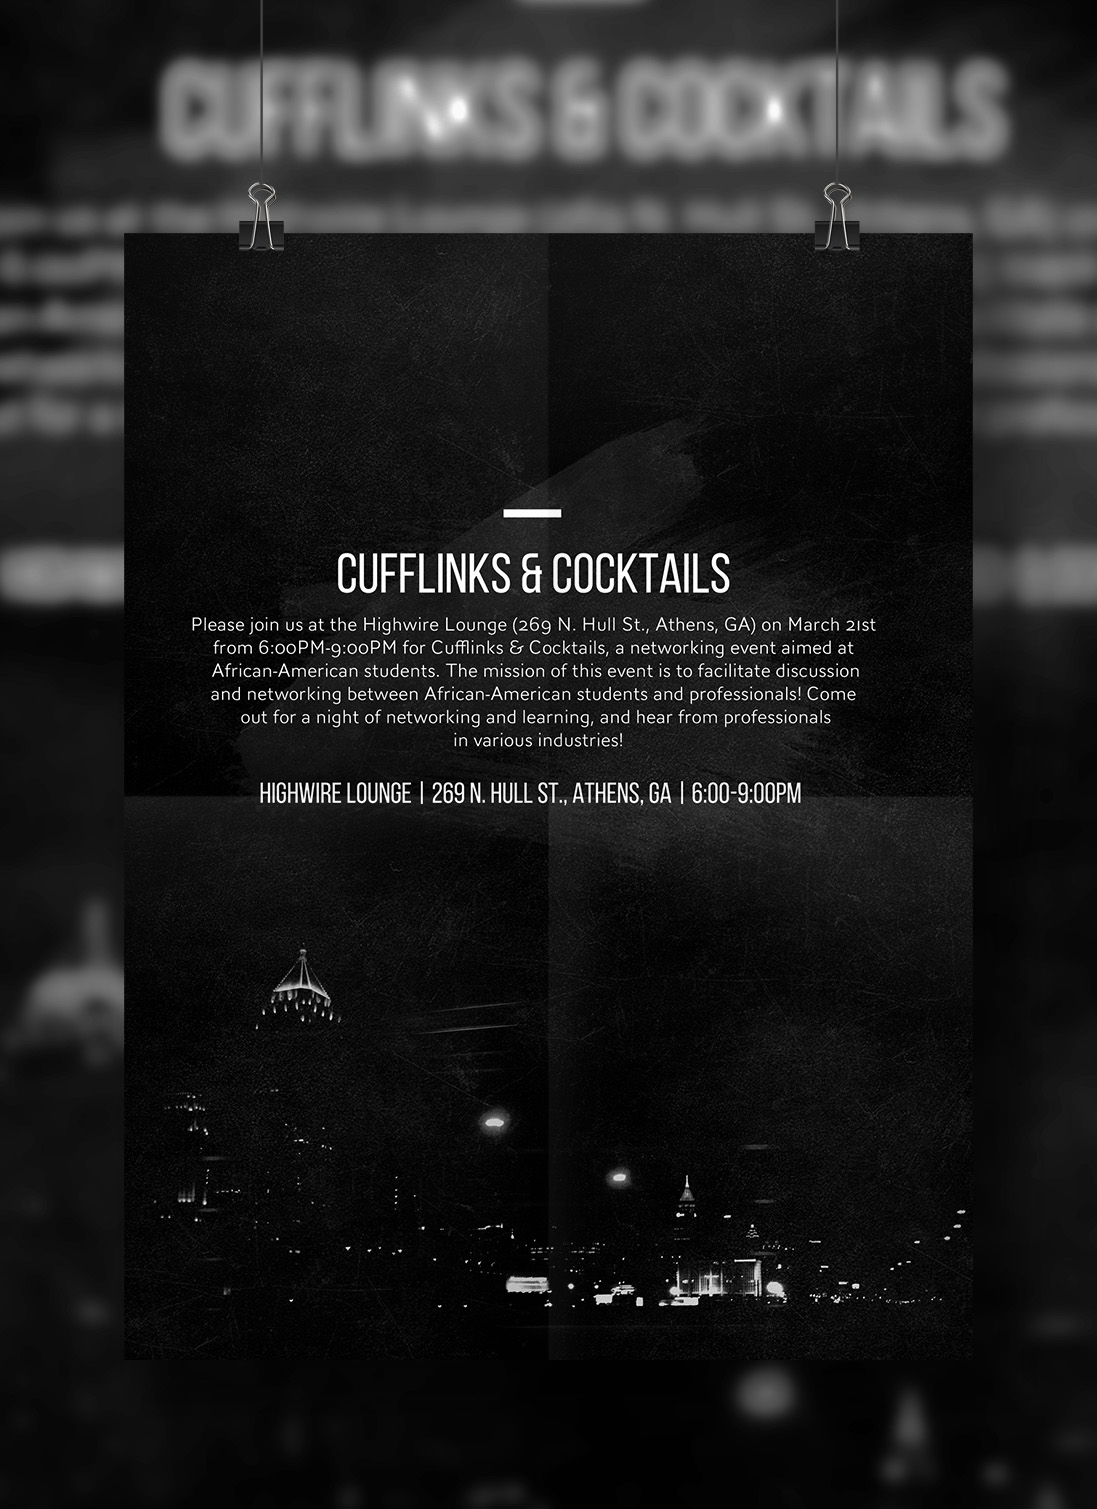 CUFFLINKS & COCKTAILS
CUFFLINKS & COCKTAILS
Please join us at the Highwire Lounge (269 N. Hull St., Athens, GA) on March 21st
from 6:00PM-9:00PM for Cufflinks & Cocktails, a networking event aimed at
African-American students. The mission of this event is to facilitate discussion
and networking between African-American students and professionals! Come
out for a night of networking and learning, and hear from professionals
in various industries!
HIGHWIRE LOUNGE | 269 N. HULL ST., ATHENS, GA | 6:00-9:00PM